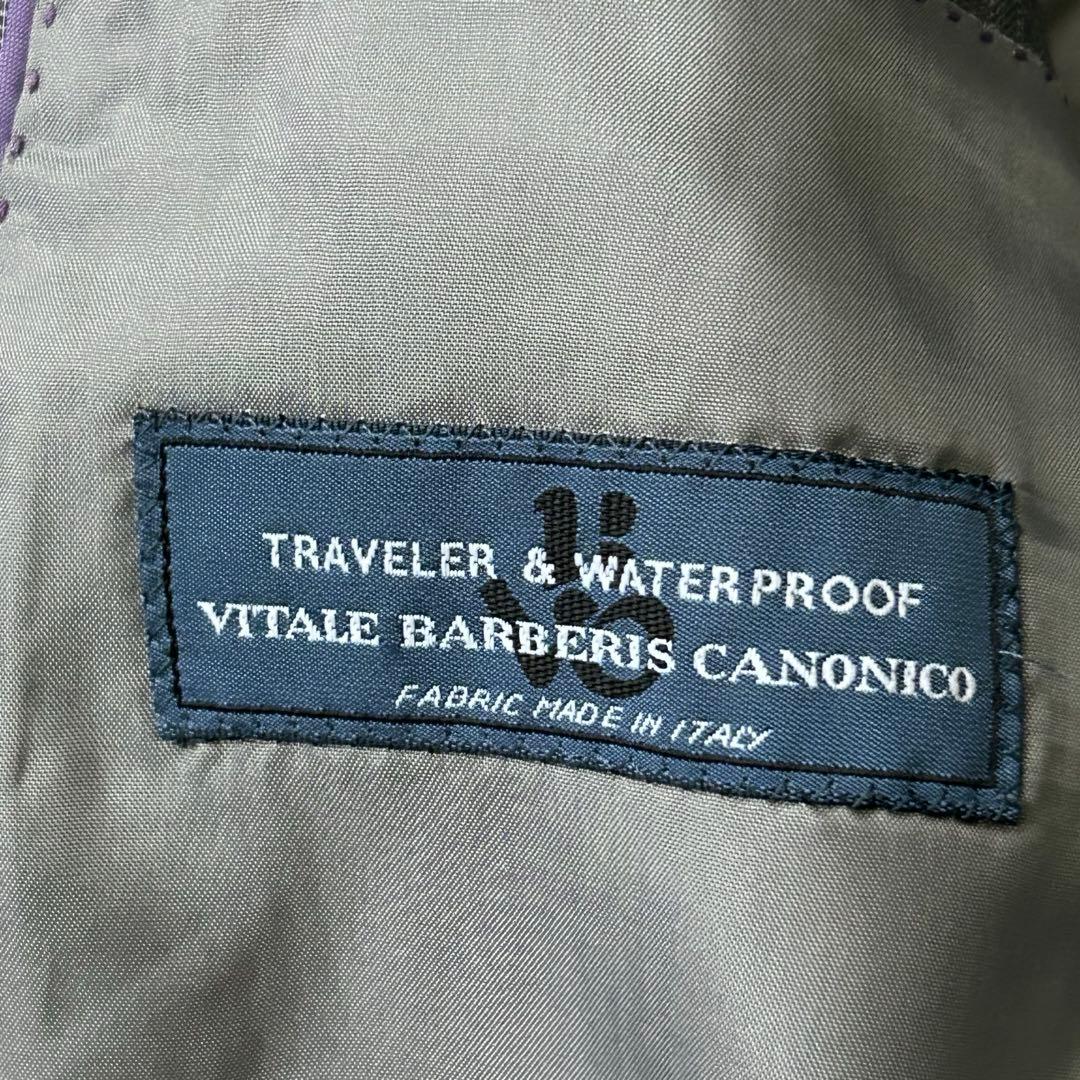 TRAVELER & WATERPROOF
VITALE BARBERIS CANONICO
FABRIC MADE IN ITALY